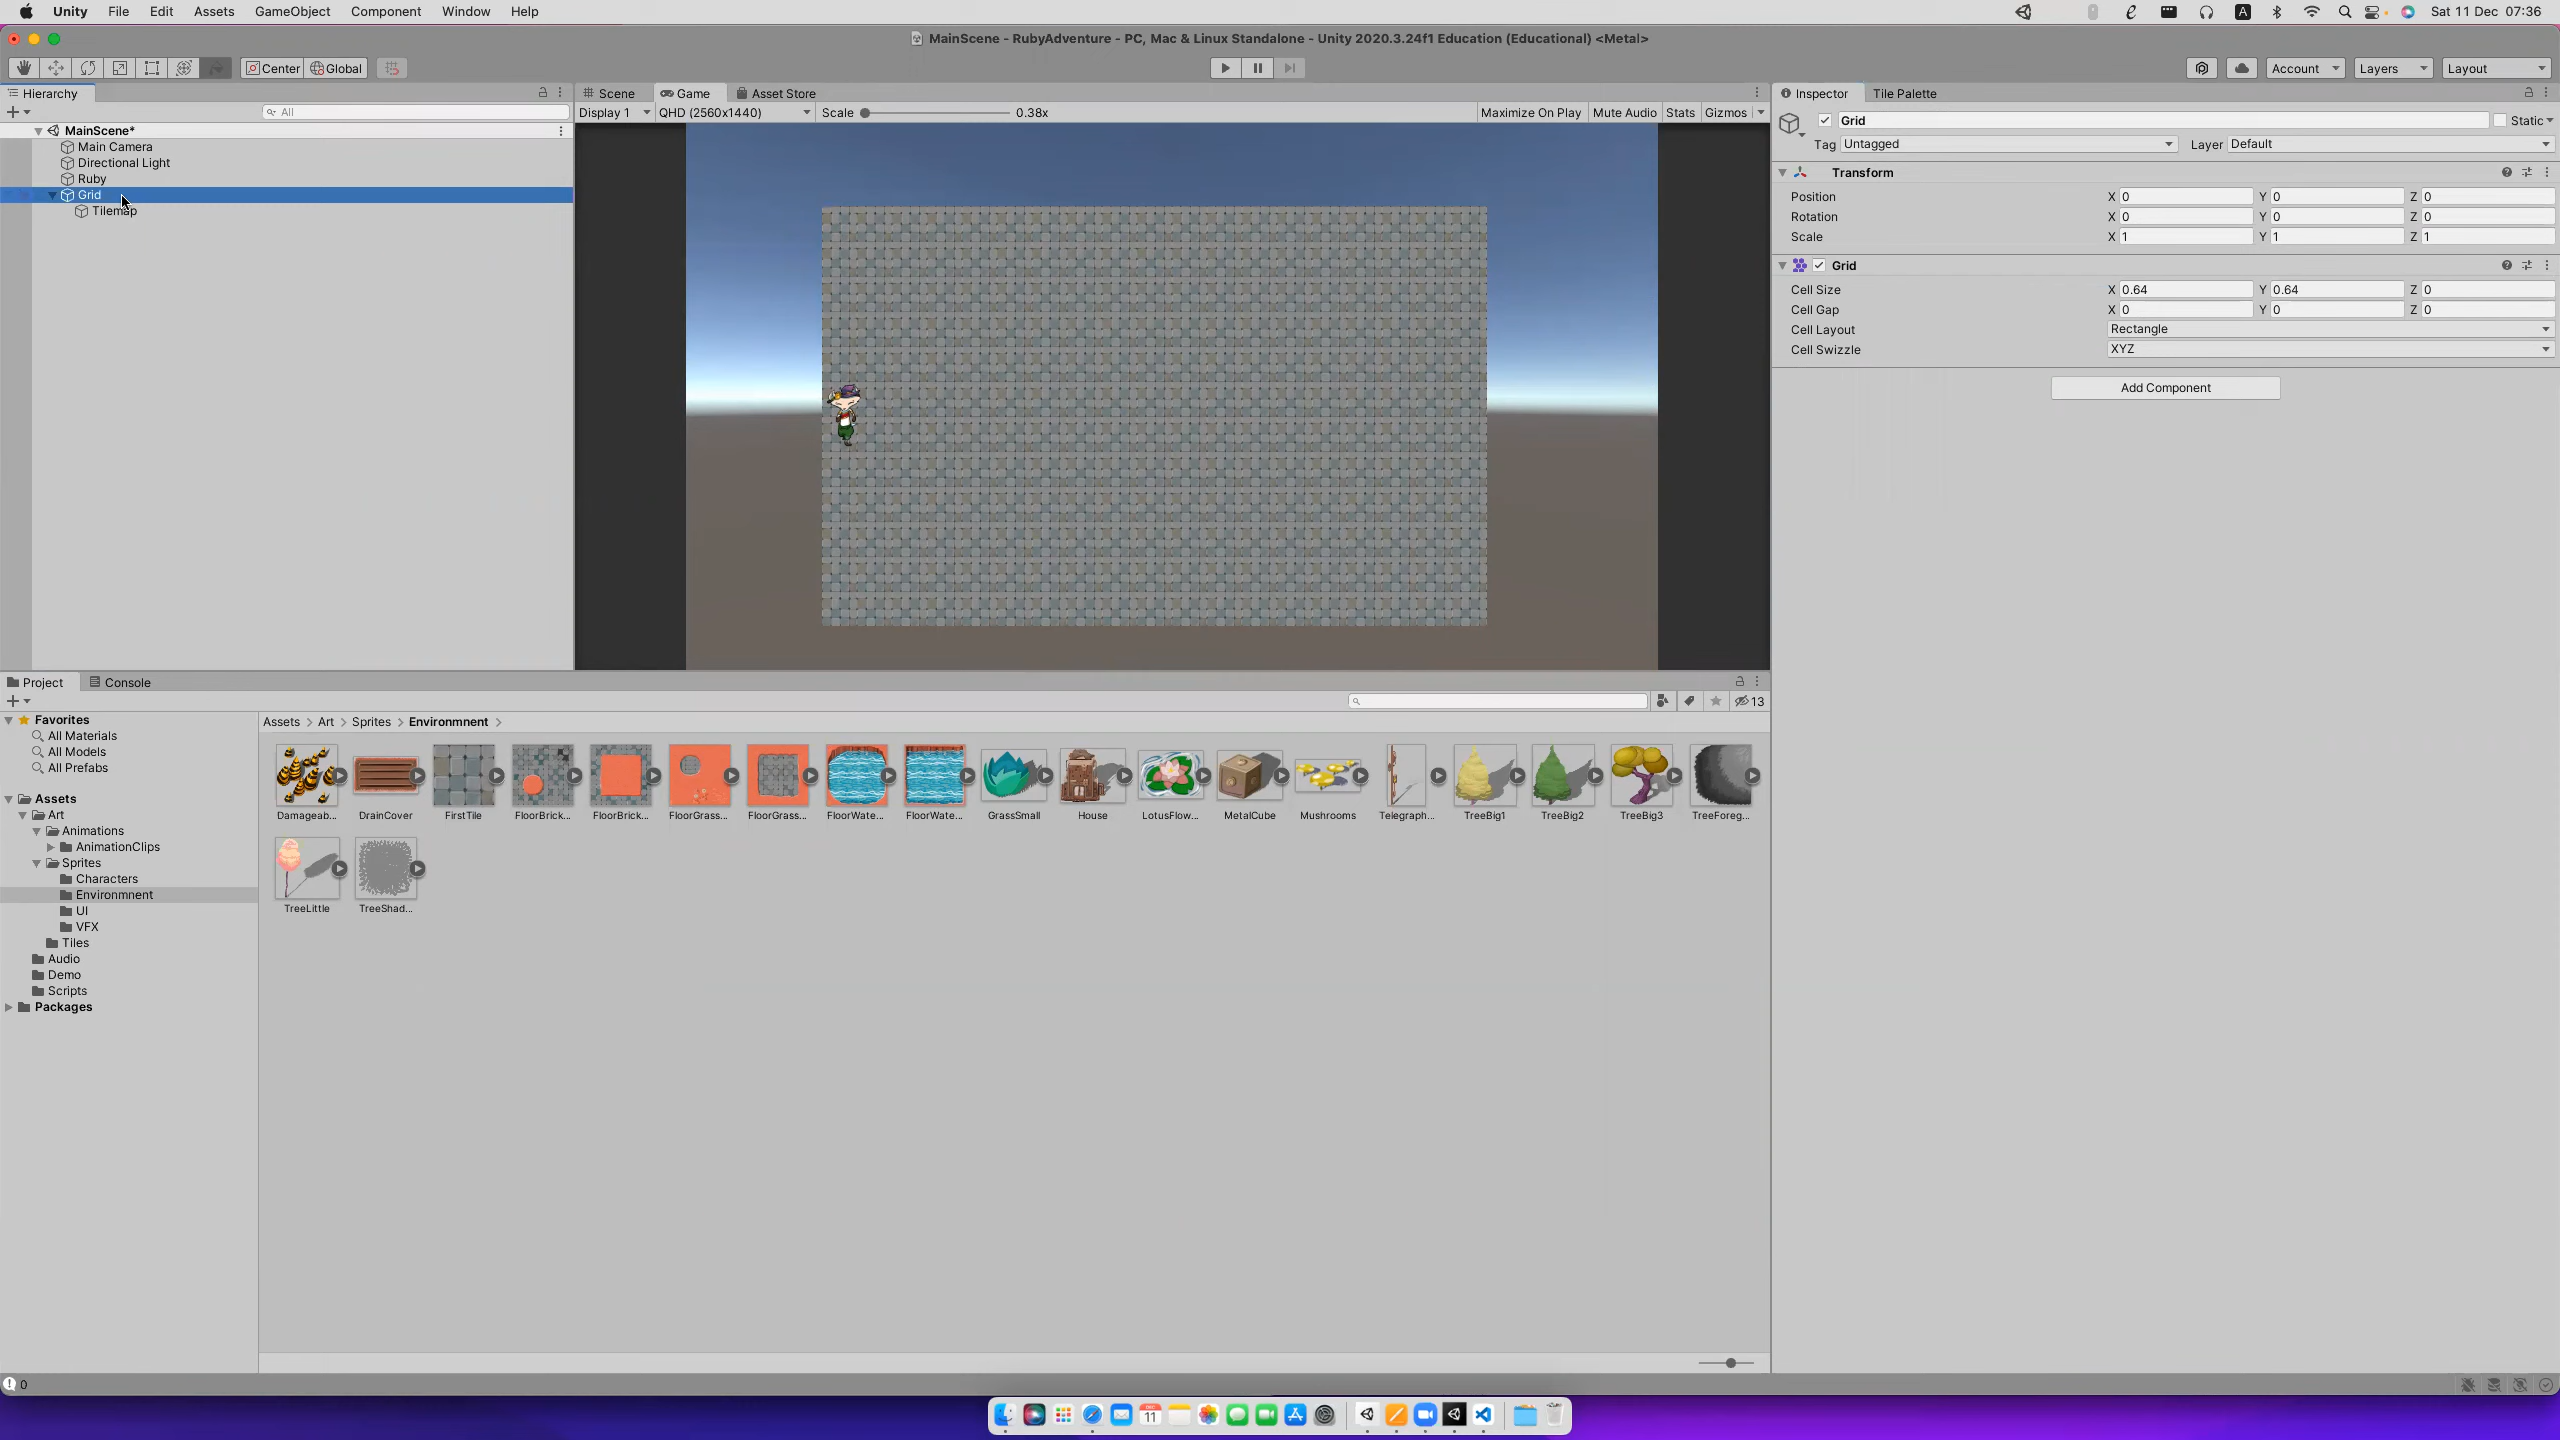 Unity File Edit Assets GameObject Component Window Help
A Sat 11 Dec 07:36
MainScene - RubyAdventure - PC, Mac & Linux Standalone - Unity 2020.3.24f1 Education (Educational) <Metal>
Center Global Account Layers Layout
Hierarchy
All
MainScene*
Main Camera
Directional Light
Ruby
Grid
Tilemap
Scene Game Asset Store
Display 1 QHD (2560x1440) Scale 0.38x Maximize On Play Mute Audio Stats Gizmos
Inspector Tile Palette
Grid Static
Tag Untagged Layer Default
Transform
Position X 0 Y 0 Z 0
Rotation X 0 Y 0 Z 0
Scale X 1 Y 1 Z 1
Grid
Cell Size X 0.64 Y 0.64 Z 0
Cell Gap X 0 Y 0 Z 0
Cell Layout Rectangle
Cell Swizzle XYZ
Add Component
Project Console
13
Favorites
All Materials
All Models
All Prefabs
Assets
Art
Animations
AnimationClips
Sprites
Characters
Environmnent
UI
VFX
Tiles
Audio
Demo
Scripts
Packages
Assets > Art > Sprites > Environmnent >
Damageab... DrainCover FirstTile FloorBrick... FloorBrick... FloorGrass... FloorGrass... FloorWate... FloorWate... GrassSmall House LotusFlow... MetalCube Mushrooms Telegraph... TreeBig1 TreeBig2 TreeBig3 TreeForeg...
TreeLittle TreeShad...
0
DEC
11